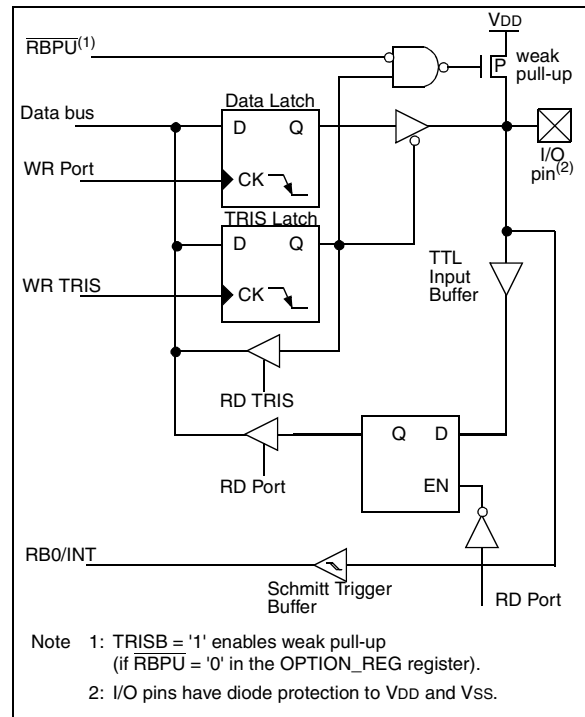 VDD
RBPU(1)
P
weak
pull-up
Data Latch
Data bus
D Q
I/O
pin(2)
WR Port
CK
TRIS Latch
D Q
TTL
Input
Buffer
WR TRIS
CK
RD TRIS
Q D
RD Port
EN
RB0/INT
Schmitt Trigger
Buffer
RD Port
Note 1: TRISB = '1' enables weak pull-up
(if RBPU = '0' in the OPTION_REG register).
2: I/O pins have diode protection to VDD and VSS.